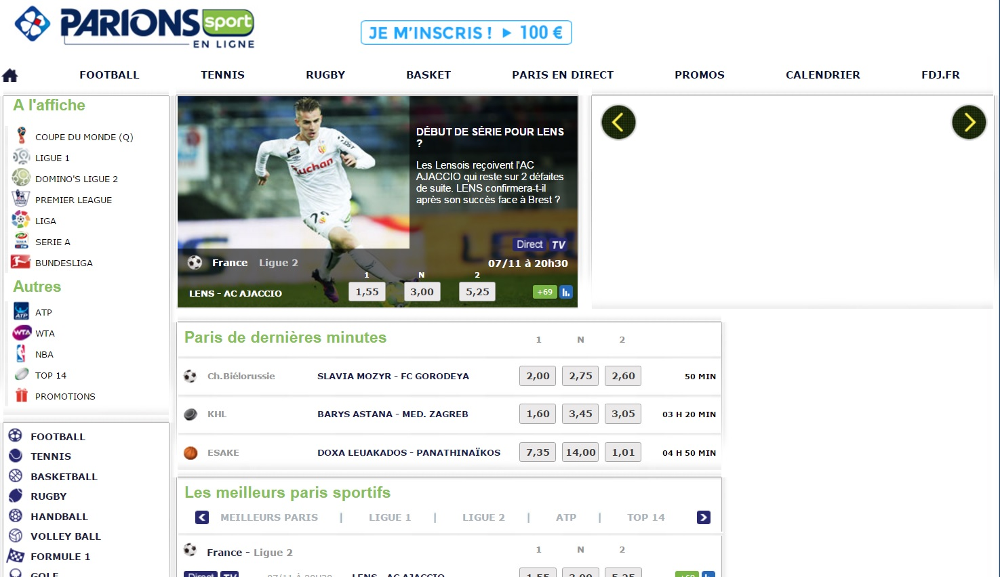 PARIONS sport
EN LIGNE
JE M'INSCRIS ! ► 100 €
FOOTBALL TENNIS RUGBY BASKET PARIS EN DIRECT PROMOS CALENDRIER FDJ.FR
A l'affiche
COUPE DU MONDE (Q)
LIGUE 1
DOMINO'S LIGUE 2
PREMIER LEAGUE
LIGA
SERIE A
BUNDESLIGA
Autres
ATP
WTA
NBA
TOP 14
PROMOTIONS
FOOTBALL
TENNIS
BASKETBALL
RUGBY
HANDBALL
VOLLEY BALL
FORMULE 1
GOLF
Auchan
DÉBUT DE SÉRIE POUR LENS
?
Les Lensois reçoivent l'AC
AJACCIO qui reste sur 2 défaites
de suite. LENS confirmera-t-il
après son succès face à Brest ?
Direct TV
France Ligue 2 07/11 à 20h30
1 N 2
LENS - AC AJACCIO 1,55 3,00 5,25 +69
Paris de dernières minutes 1 N 2
Ch.Biélorussie SLAVIA MOZYR - FC GORODEYA 2,00 2,75 2,60 50 MIN
KHL BARYS ASTANA - MED. ZAGREB 1,60 3,45 3,05 03 H 20 MIN
ESAKE DOXA LEUAKADOS - PANATHINAÏKOS 7,35 14,00 1,01 04 H 50 MIN
Les meilleurs paris sportifs
MEILLEURS PARIS | LIGUE 1 | LIGUE 2 | ATP | TOP 14
France - Ligue 2 1 N 2
Direct TV 07/11 À 20H30 LENS - AC AJACCIO 1,55 3,00 5,25 +69